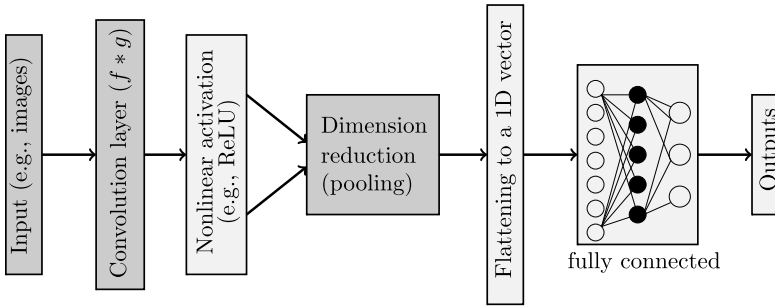 Input (e.g., images)
Convolution layer (f * g)
Nonlinear activation
(e.g., ReLU)
Dimension
reduction
(pooling)
Flattening to a 1D vector
fully connected
Outputs